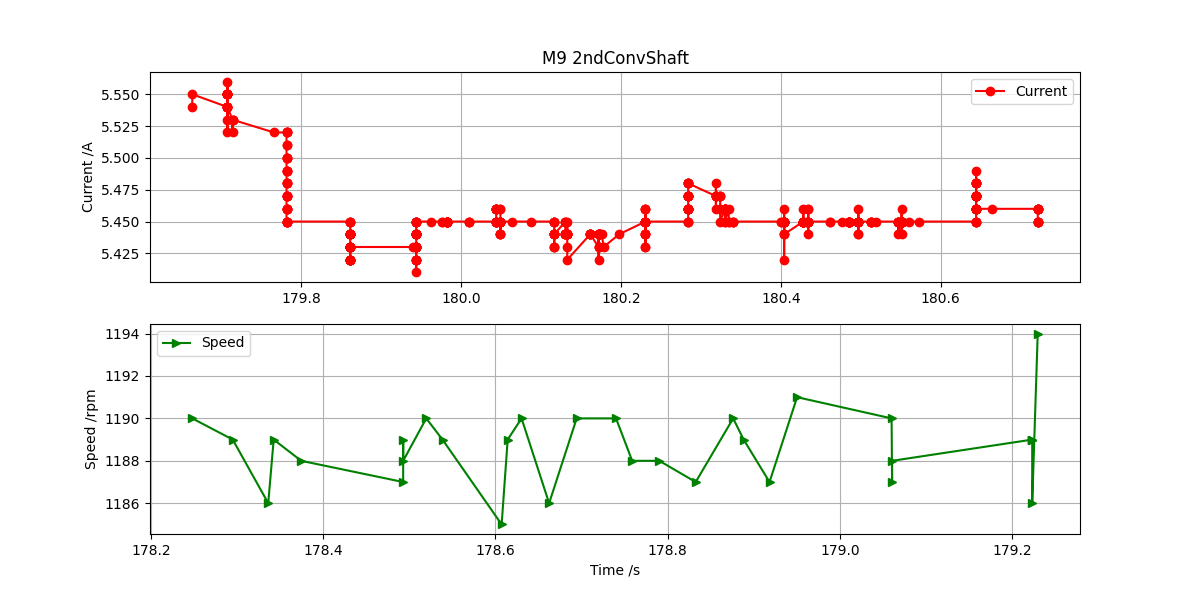 M9 2ndConvShaft
Current /A
5.550
5.525
5.500
5.475
5.450
5.425
Current
179.8 180.0 180.2 180.4 180.6
Speed /rpm
1194
1192
1190
1188
1186
Speed
178.2 178.4 178.6 178.8 179.0 179.2
Time /s